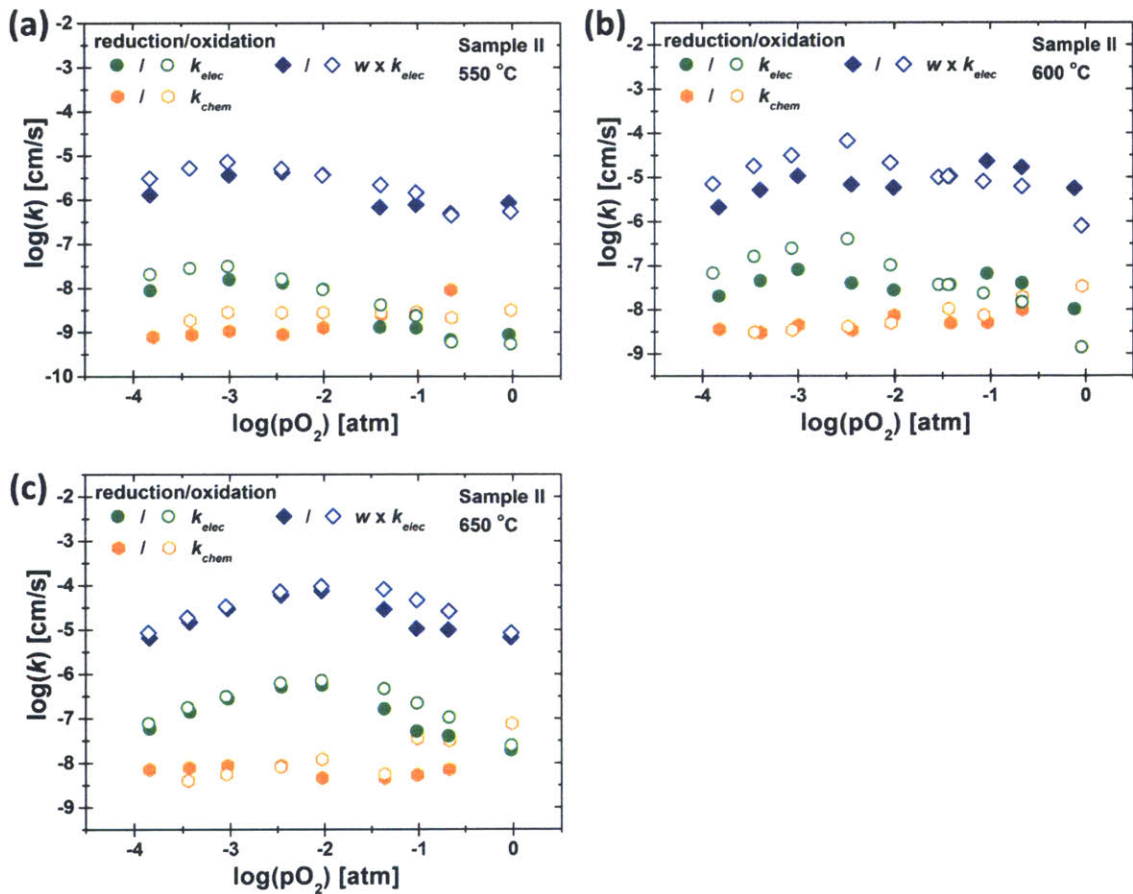 (a)
reduction/oxidation
Sample II
/ k_elec
/ w x k_elec
550 °C
/ k_chem
-2
-3
-4
-5
-6
-7
-8
-9
-10
log(k) [cm/s]
-4 -3 -2 -1 0
log(pO₂) [atm]
(b)
reduction/oxidation
Sample II
/ k_elec
/ w x k_elec
600 °C
/ k_chem
-2
-3
-4
-5
-6
-7
-8
-9
log(k) [cm/s]
-4 -3 -2 -1 0
log(pO₂) [atm]
(c)
reduction/oxidation
Sample II
/ k_elec
/ w x k_elec
650 °C
/ k_chem
-2
-3
-4
-5
-6
-7
-8
-9
log(k) [cm/s]
-4 -3 -2 -1 0
log(pO₂) [atm]